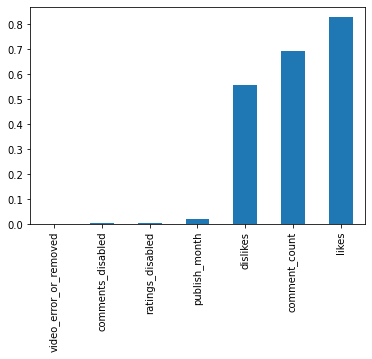 0.8
0.7
0.6
0.5
0.4
0.3
0.2
0.1
0.0
video_error_or_removed
comments_disabled
ratings_disabled
publish_month
dislikes
comment_count
likes